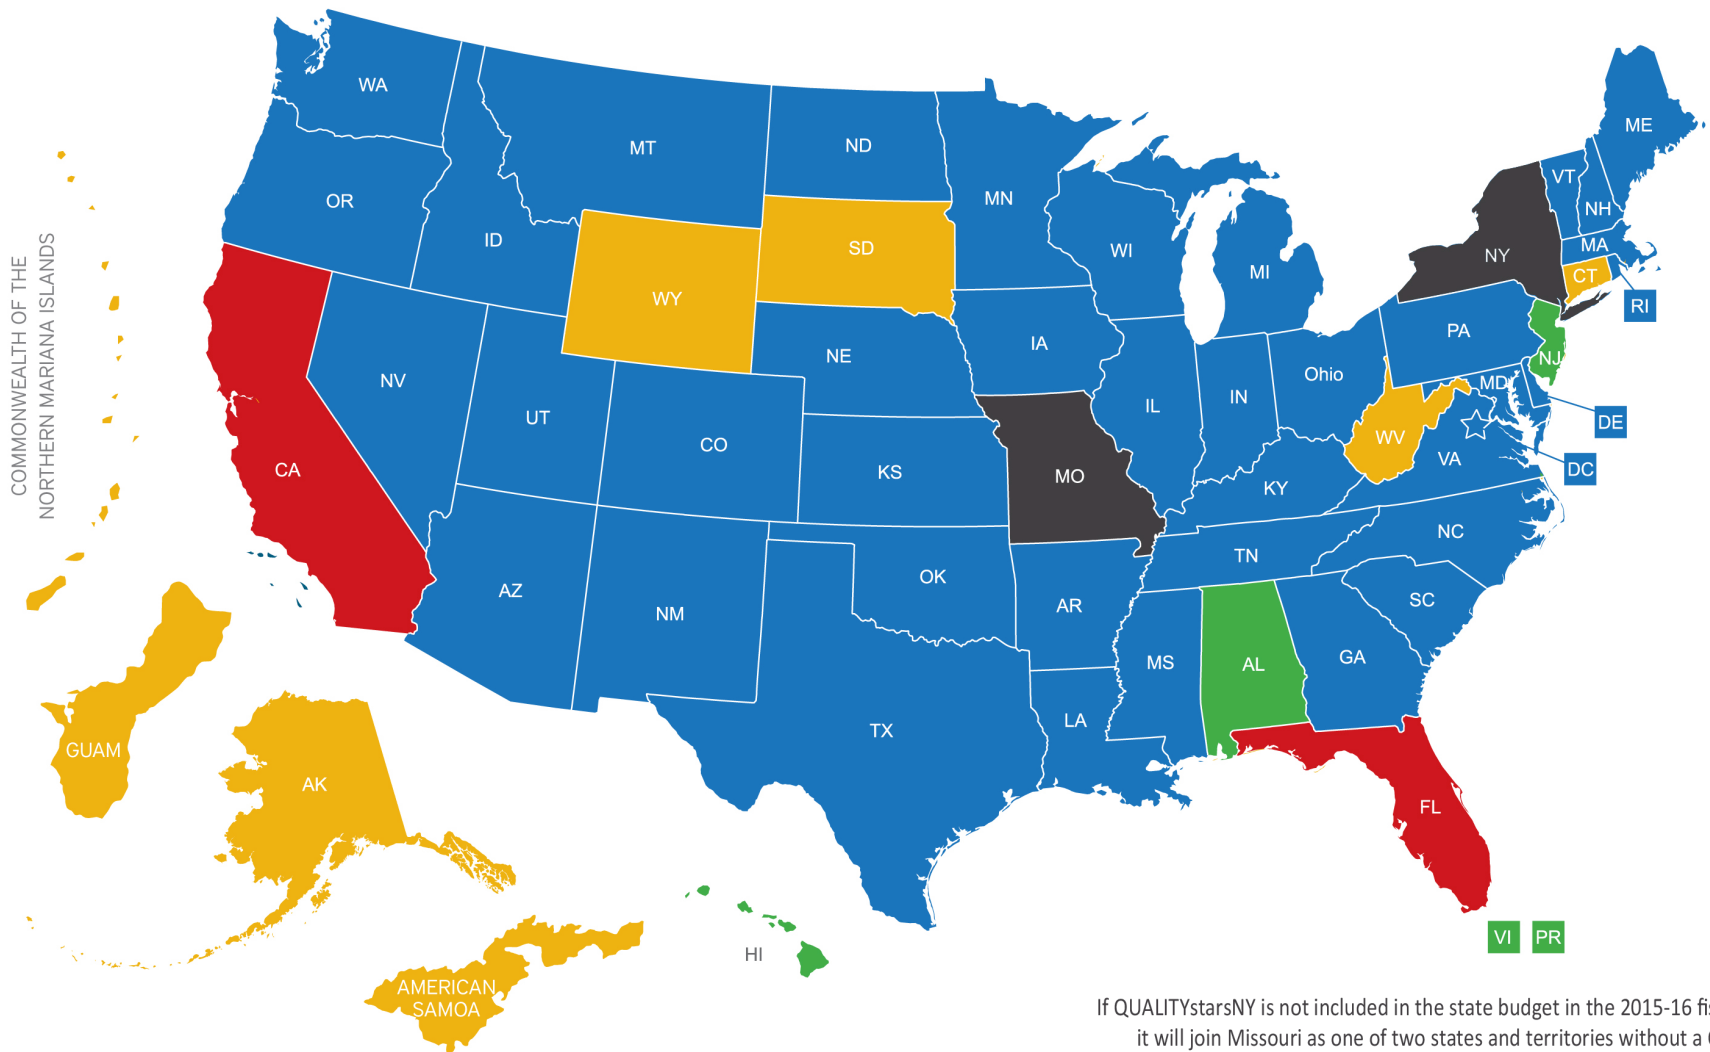 WA
MT
ND
MN
ME
VT
NH
OR
ID
SD
WI
MI
NY
MA
CT
RI
WY
IA
PA
NE
NJ
NV
UT
CO
IL
IN
Ohio
MD
DE
CA
KS
MO
WV
VA
DC
KY
NC
TN
AZ
NM
OK
AR
SC
MS
AL
GA
LA
TX
FL
COMMONWEALTH OF THE
NORTHERN MARIANA ISLANDS
GUAM
AK
HI
VI
PR
AMERICAN
SAMOA
If QUALITYstarsNY is not included in the state budget in the 2015-16
it will join Missouri as one of two states and territories without a